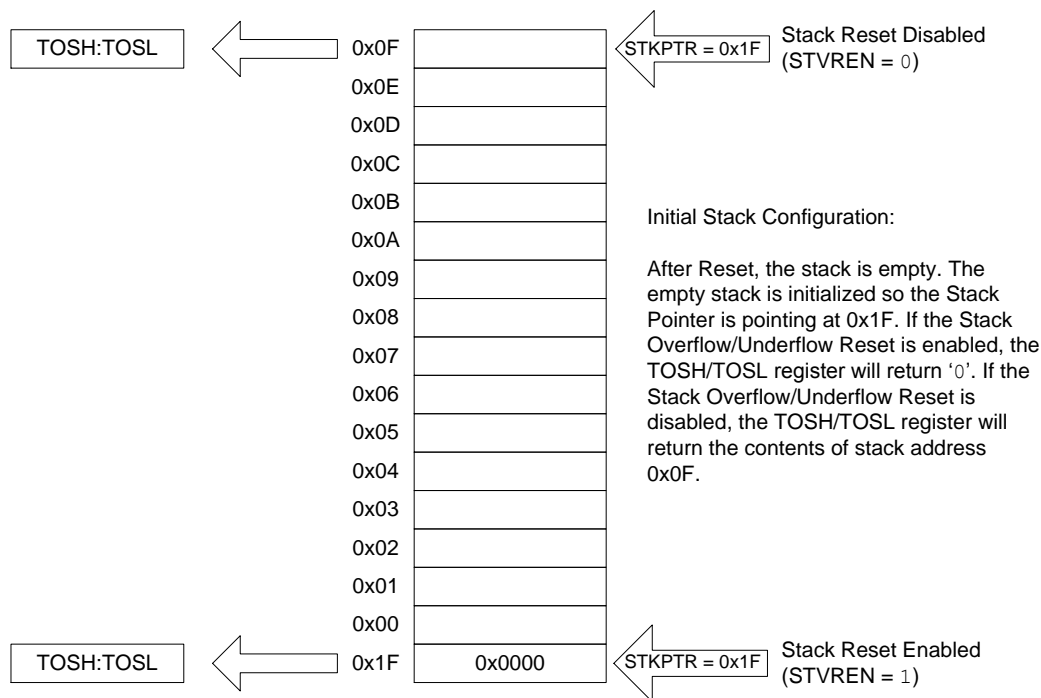 TOSH:TOSL 0x0F STKPTR = 0x1F Stack Reset Disabled
(STVREN = 0)
0x0E
0x0D
0x0C
0x0B
0x0A
0x09
0x08
0x07
0x06
0x05
0x04
0x03
0x02
0x01
0x00
Initial Stack Configuration:
After Reset, the stack is empty. The
empty stack is initialized so the Stack
Pointer is pointing at 0x1F. If the Stack
Overflow/Underflow Reset is enabled, the
TOSH/TOSL register will return ‘0’. If the
Stack Overflow/Underflow Reset is
disabled, the TOSH/TOSL register will
return the contents of stack address
0x0F.
TOSH:TOSL 0x1F 0x0000 STKPTR = 0x1F Stack Reset Enabled
(STVREN = 1)